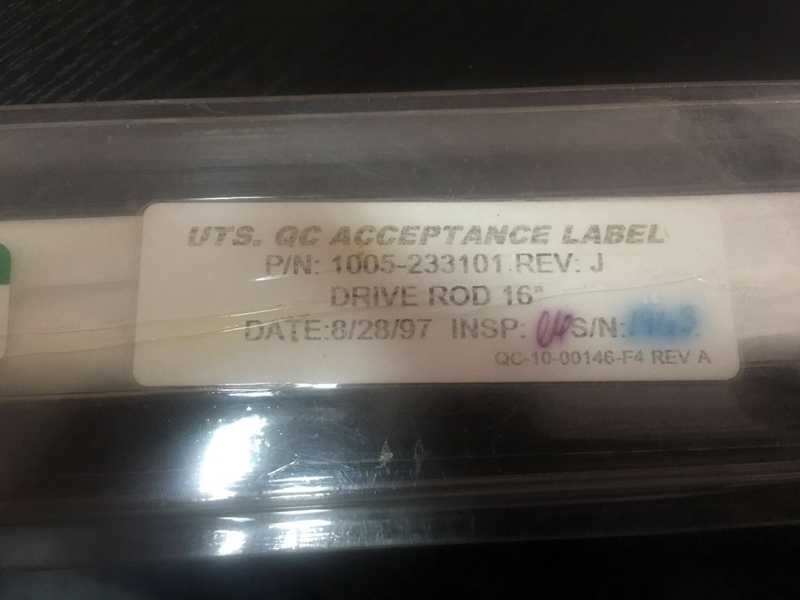 UTS. QC ACCEPTANCE LABEL
P/N: 1005-233101 REV: J
DRIVE ROD 16"
DATE:8/28/97 INSP: S/N:
QC-10-00146-F4 REV A